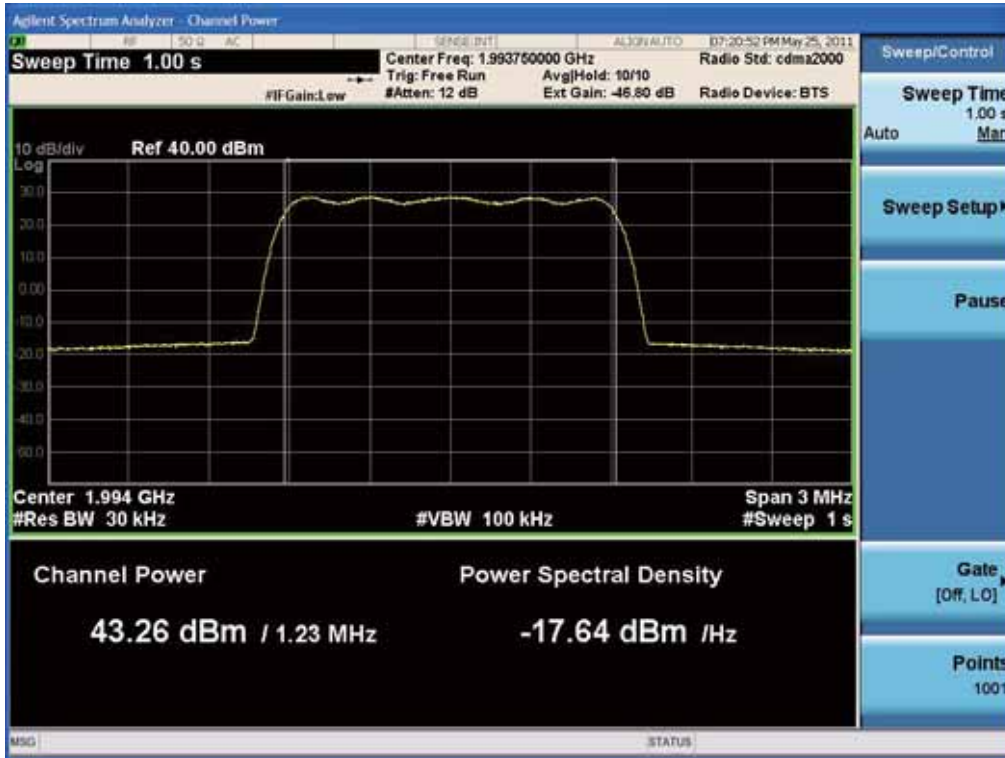 Agilent Spectrum Analyzer - Channel Power
RF 50 Ω AC SENSE:INT ALIGN AUTO 07:20:52 PM May 25, 2011
Sweep Time 1.00 s
Center Freq: 1.993750000 GHz
Radio Std: cdma2000
Trig: Free Run
Avg|Hold: 10/10
#IFGain:Low
#Atten: 12 dB
Ext Gain: -46.80 dB
Radio Device: BTS
10 dB/div Ref 40.00 dBm
Log
30.0
20.0
10.0
0.00
-10.0
-20.0
-30.0
-40.0
-50.0
Center 1.994 GHz
Span 3 MHz
#Res BW 30 kHz
#VBW 100 kHz
#Sweep 1 s
Channel Power
Power Spectral Density
43.26 dBm / 1.23 MHz
-17.64 dBm /Hz
MSG
STATUS
Sweep/Control
Sweep Time
1.00 s
Auto Man
Sweep Setup
Pause
Gate
[Off, LO]
Points
1001